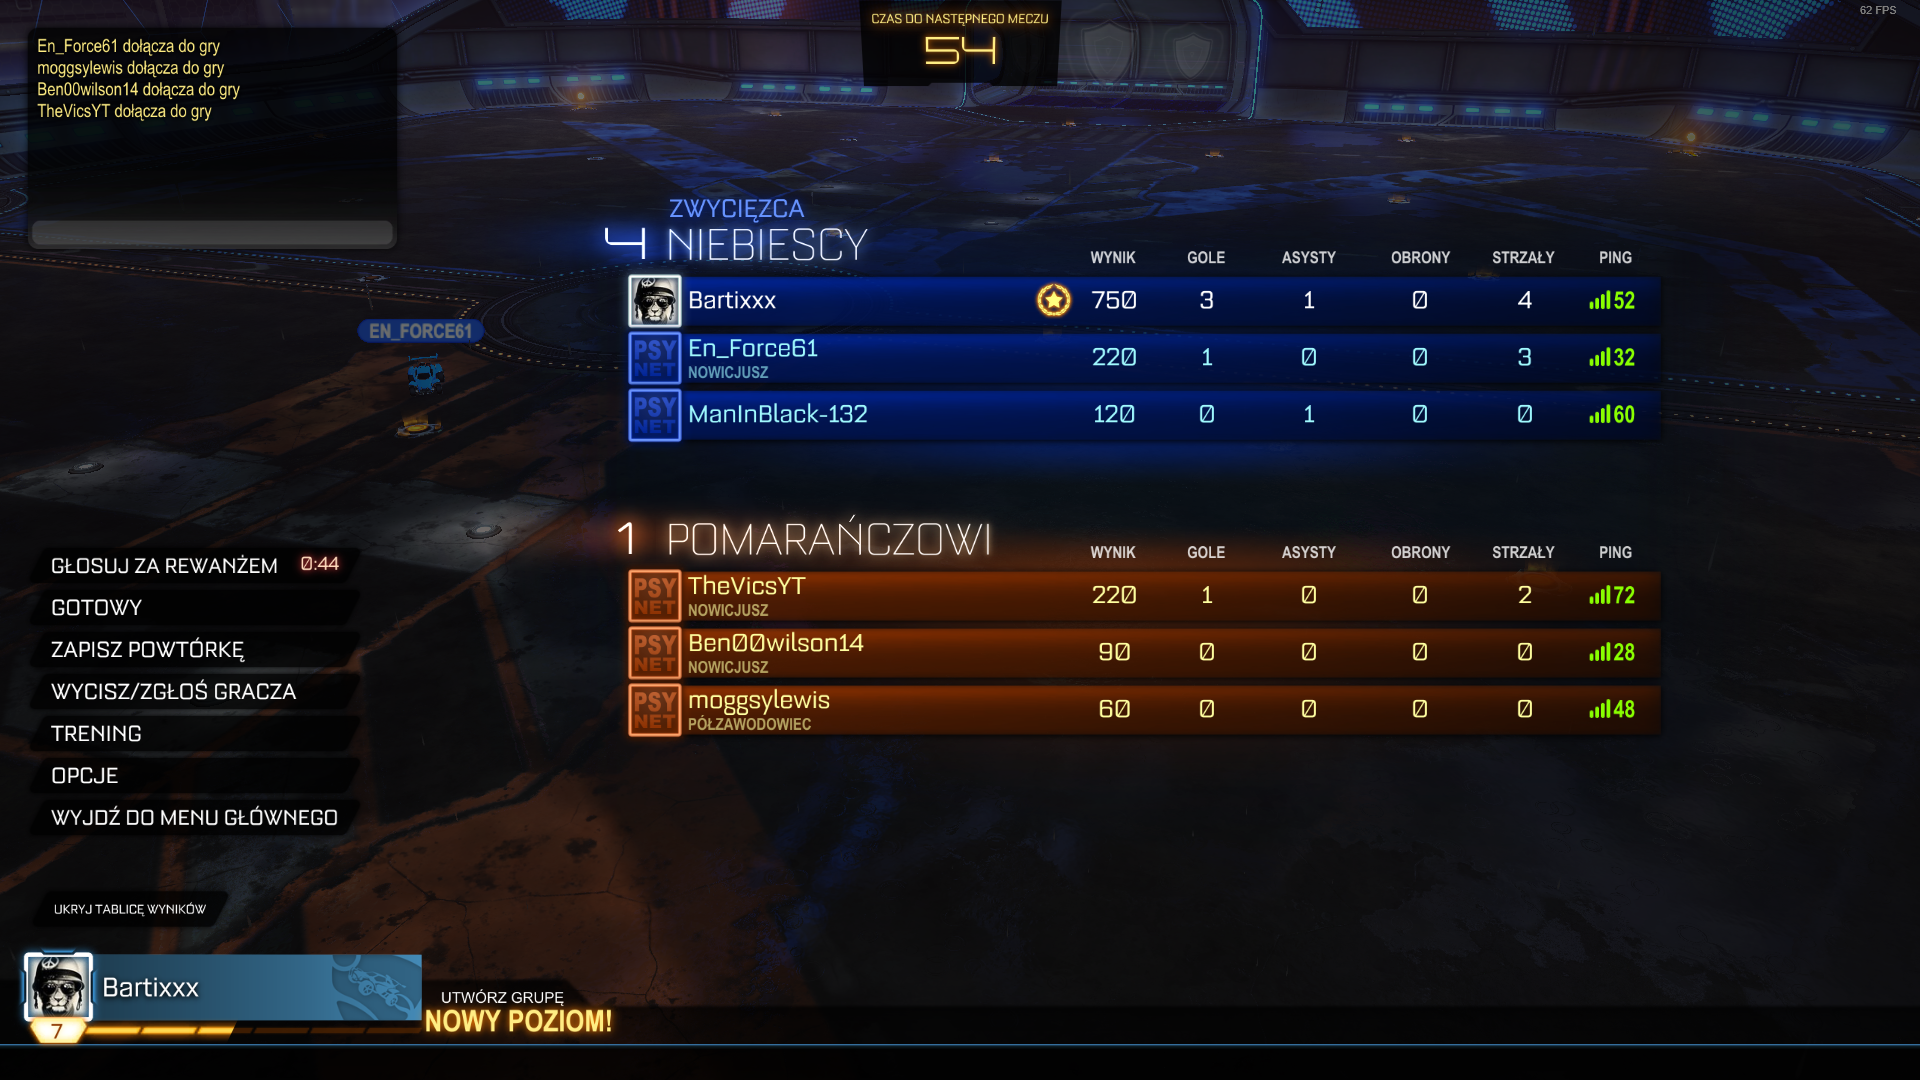 62 FPS
CZAS DO NASTĘPNEGO MECZU
54
En_Force61 dołącza do gry
moggsylewis dołącza do gry
Ben00wilson14 dołącza do gry
TheVicsYT dołącza do gry
EN_FORCE61
ZWYCIĘZCA
4 NIEBIESCY
WYNIK GOLE ASYSTY OBRONY STRZAŁY PING
Bartixxx 750 3 1 0 4 52
PSY NET En_Force61 220 1 0 0 3 32
NOWICJUSZ
PSY NET ManInBlack-132 120 0 1 0 0 60
1 POMARAŃCZOWI
WYNIK GOLE ASYSTY OBRONY STRZAŁY PING
PSY NET TheVicsYT 220 1 0 0 2 72
NOWICJUSZ
PSY NET Ben00wilson14 90 0 0 0 0 28
NOWICJUSZ
PSY NET moggsylewis 60 0 0 0 0 48
PÓŁZAWODOWIEC
GŁOSUJ ZA REWANŻEM 0:44
GOTOWY
ZAPISZ POWTÓRKĘ
WYCISZ/ZGŁOŚ GRACZA
TRENING
OPCJE
WYJDŹ DO MENU GŁÓWNEGO
UKRYJ TABLICĘ WYNIKÓW
Bartixxx
7
UTWÓRZ GRUPĘ
NOWY POZIOM!